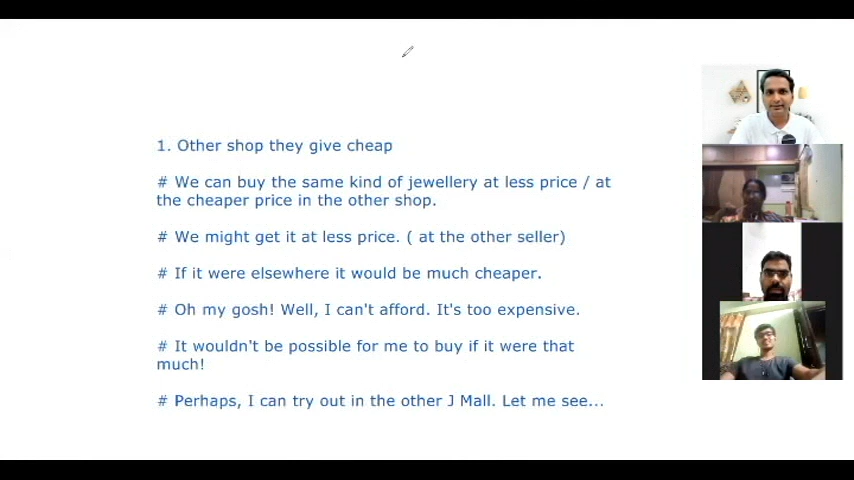 1. Other shop they give cheap
# We can buy the same kind of jewellery at less price / at
the cheaper price in the other shop.
# We might get it at less price. ( at the other seller)
# If it were elsewhere it would be much cheaper.
# Oh my gosh! Well, I can't afford. It's too expensive.
# It wouldn't be possible for me to buy if it were that
much!
# Perhaps, I can try out in the other J Mall. Let me see...